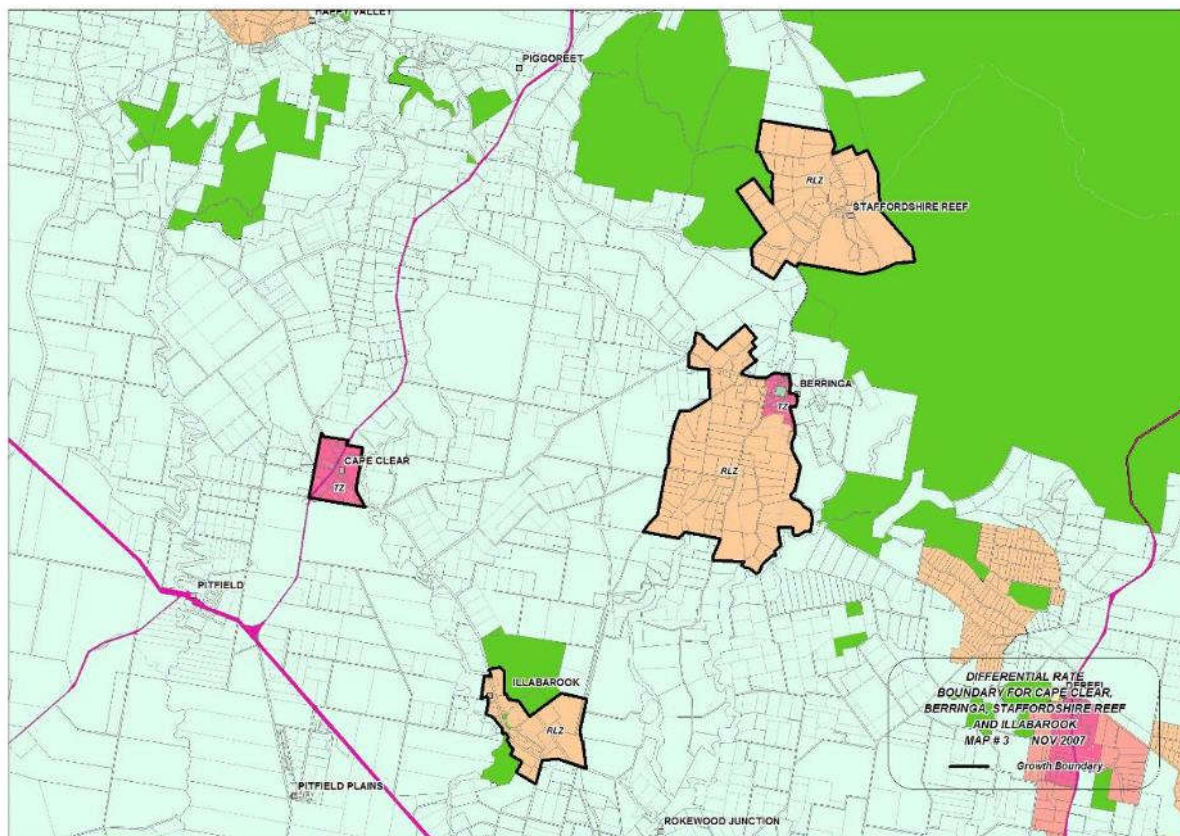 HAPPY VALLEY
PIGGOREET
RLZ
STAFFORDSHIRE REEF
BERRINGA
TZ
CAPE CLEAR
TZ
RLZ
PITFIELD
ILLABAROOK
RLZ
PITFIELD PLAINS
ROKEWOOD JUNCTION
DEREEL
DIFFERENTIAL RATE
BOUNDARY FOR CAPE CLEAR,
BERRINGA, STAFFORDSHIRE REEF
AND ILLABAROOK
MAP # 3 NOV 2007
Growth Boundary